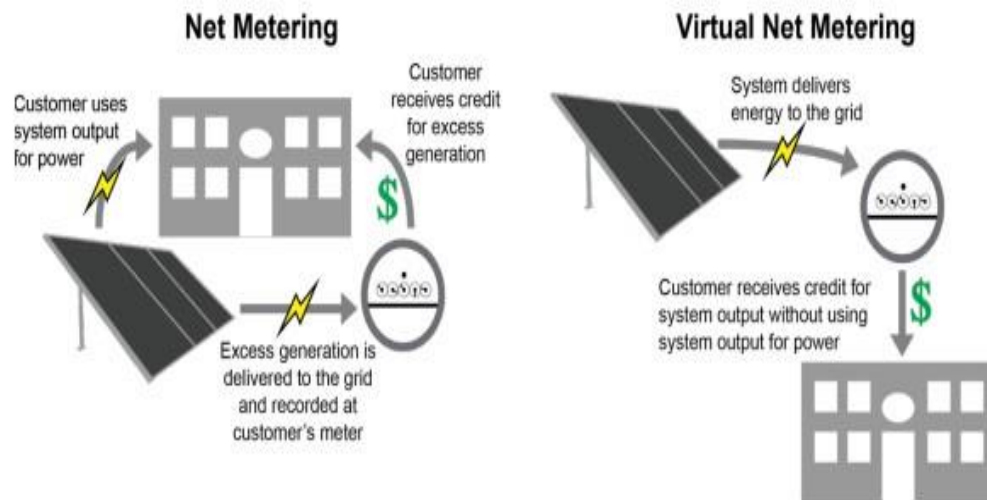 Net Metering
Customer uses
system output
for power
Customer
receives credit
for excess
generation
$
Excess generation is
delivered to the grid
and recorded at
customer's meter
Virtual Net Metering
System delivers
energy to the grid
Customer receives credit for
system output without using
system output for power
$